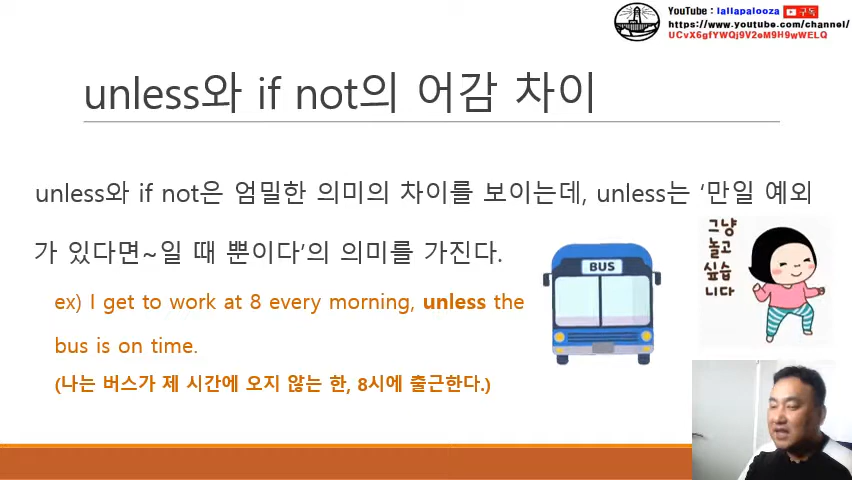 YouTube : lallapalooza 구독
https://www.youtube.com/channel/
UCvX6gfYWQj9V2eM9H9wWELQ
unless와 if not의 어감 차이
unless와 if not은 엄밀한 의미의 차이를 보이는데, unless는 ‘만일 예외
가 있다면~일 때 뿐이다’의 의미를 가진다.
그냥
놀고
싶습
니다
BUS
ex) I get to work at 8 every morning, unless the
bus is on time.
(나는 버스가 제 시간에 오지 않는 한, 8시에 출근한다.)